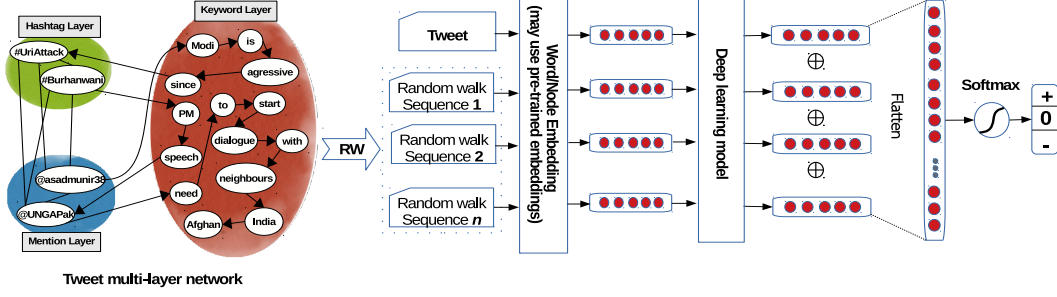 Hashtag Layer
#UriAttack
#Burhanwani
@asadmunir38
@UNGAPak
Mention Layer
Keyword Layer
Modi
is
agressive
since
PM
to
start
dialogue
with
speech
need
neighbours
Afghan
India
Tweet multi-layer network
RW
Tweet
Random walk
Sequence 1
Random walk
Sequence 2
Random walk
Sequence n
Word/Node Embedding
(may use pre-trained embeddings)
Deep learning model
Flatten
Softmax
+
0
-